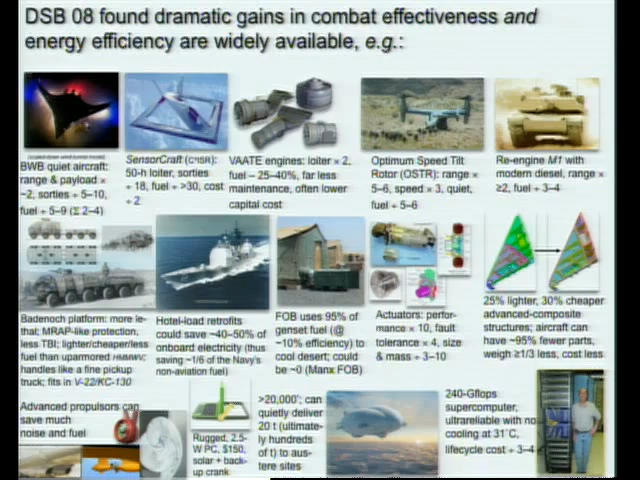 DSB 08 found dramatic gains in combat effectiveness and
energy efficiency are widely available, e.g.:
BWB quiet aircraft:
range & payload ×
~2, sorties ÷ 5–10,
fuel ÷ 5–9 (Σ 2–4)
SensorCraft (C4ISR):
50-h loiter, sorties
÷ 18, fuel ÷ >30, cost
÷ 2
VAATE engines: loiter × 2,
fuel – 25–40%, far less
maintenance, often lower
capital cost
Optimum Speed Tilt
Rotor (OSTR): range ×
5–6, speed × 3, quiet,
fuel ÷ 5–6
Re-engine M1 with
modern diesel, range ×
≥2, fuel ÷ 3–4
Badenoch platform: more le-
thal; MRAP-like protection,
less TBI; lighter/cheaper/less
fuel than uparmored HMMWV;
handles like a fine pickup
truck; fits in V-22/KC-130
Hotel-load retrofits
could save ~40–50% of
onboard electricity (thus
saving ~1/6 of the Navy's
non-aviation fuel)
FOB uses 95% of
genset fuel (@
~10% efficiency) to
cool desert; could
be ~0 (Manx FOB)
Actuators: perfor-
mance × 10, fault
tolerance × 4, size
& mass ÷ 3–10
25% lighter, 30% cheaper
advanced-composite
structures; aircraft can
have ~95% fewer parts,
weigh ≥1/3 less, cost less
Advanced propulsors can
save much
noise and fuel
Rugged, 2.5-
W PC, $150,
solar + back-
up crank
>20,000'; can
quietly deliver
20 t (ultimate-
ly hundreds
of t) to aus-
tere sites
240-Gflops
supercomputer,
ultrareliable with no
cooling at 31˚C,
lifecycle cost ÷ 3–4